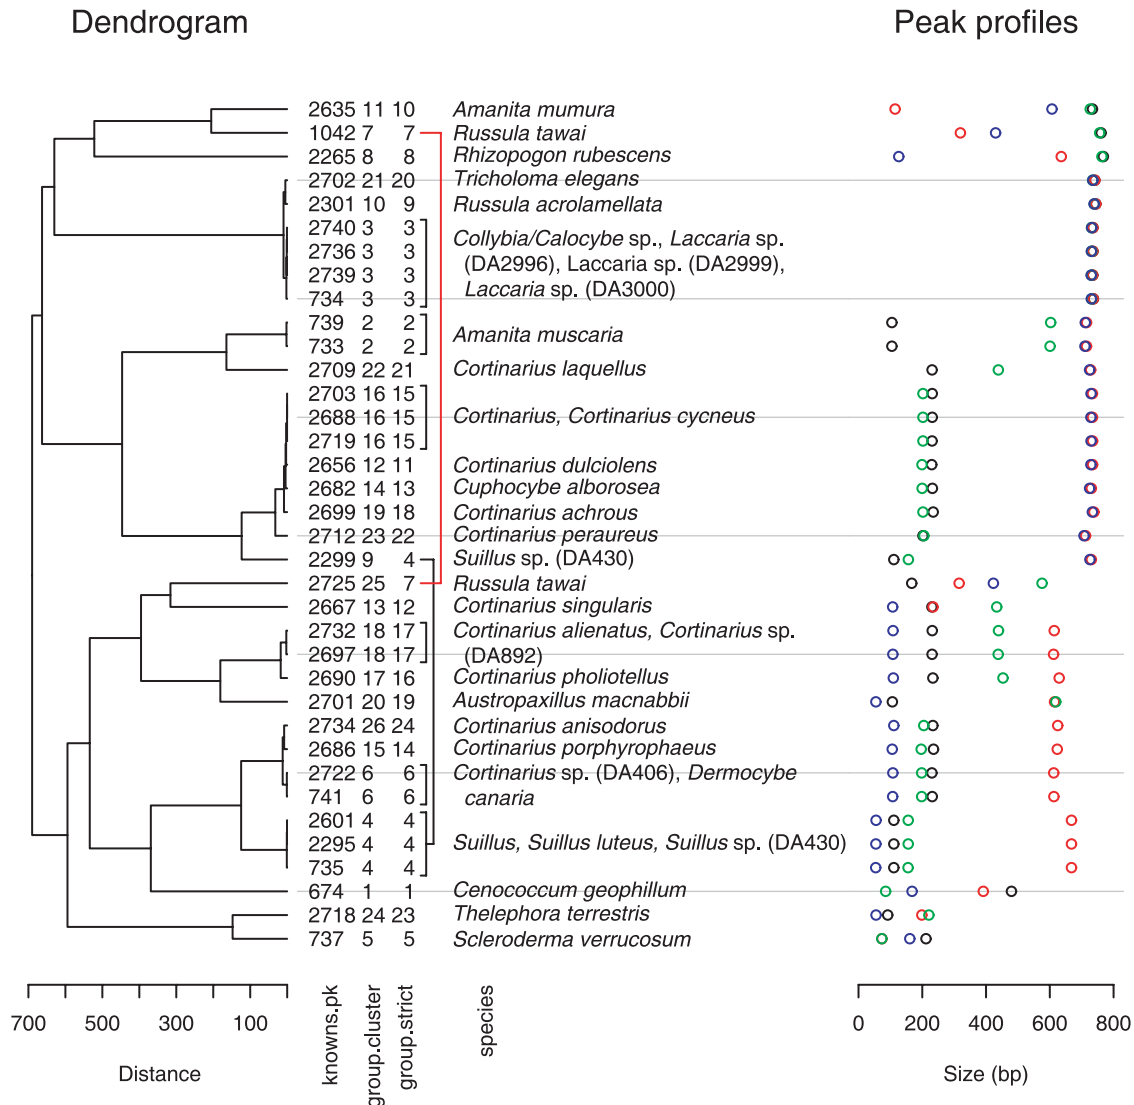 Dendrogram
Peak profiles
2635 11 10 Amanita mumura
1042 7 7 Russula tawai
2265 8 8 Rhizopogon rubescens
2702 21 20 Tricholoma elegans
2301 10 9 Russula acrolamellata
2740 3 3
2736 3 3
2739 3 3
734 3 3
Collybia/Calocybe sp., Laccaria sp.
(DA2996), Laccaria sp. (DA2999),
Laccaria sp. (DA3000)
739 2 2
733 2 2
Amanita muscaria
2709 22 21 Cortinarius laquellus
2703 16 15
2688 16 15 Cortinarius, Cortinarius cycneus
2719 16 15
2656 12 11 Cortinarius dulciolens
2682 14 13 Cuphocybe alborosea
2699 19 18 Cortinarius achrous
2712 23 22 Cortinarius peraureus
2299 9 4 Suillus sp. (DA430)
2725 25 7 Russula tawai
2667 13 12 Cortinarius singularis
2732 18 17 Cortinarius alienatus, Cortinarius sp.
2697 18 17 (DA892)
2690 17 16 Cortinarius pholiotellus
2701 20 19 Austropaxillus macnabbii
2734 26 24 Cortinarius anisodorus
2686 15 14 Cortinarius porphyrophaeus
2722 6 6 Cortinarius sp. (DA406), Dermocybe
741 6 6 canaria
2601 4 4
2295 4 4 Suillus, Suillus luteus, Suillus sp. (DA430)
735 4 4
674 1 1 Cenococcum geophillum
2718 24 23 Thelephora terrestris
737 5 5 Scleroderma verrucosum
700 500 300 100
Distance
knowns.pk
group.cluster
group.strict
species
0 200 400 600 800
Size (bp)